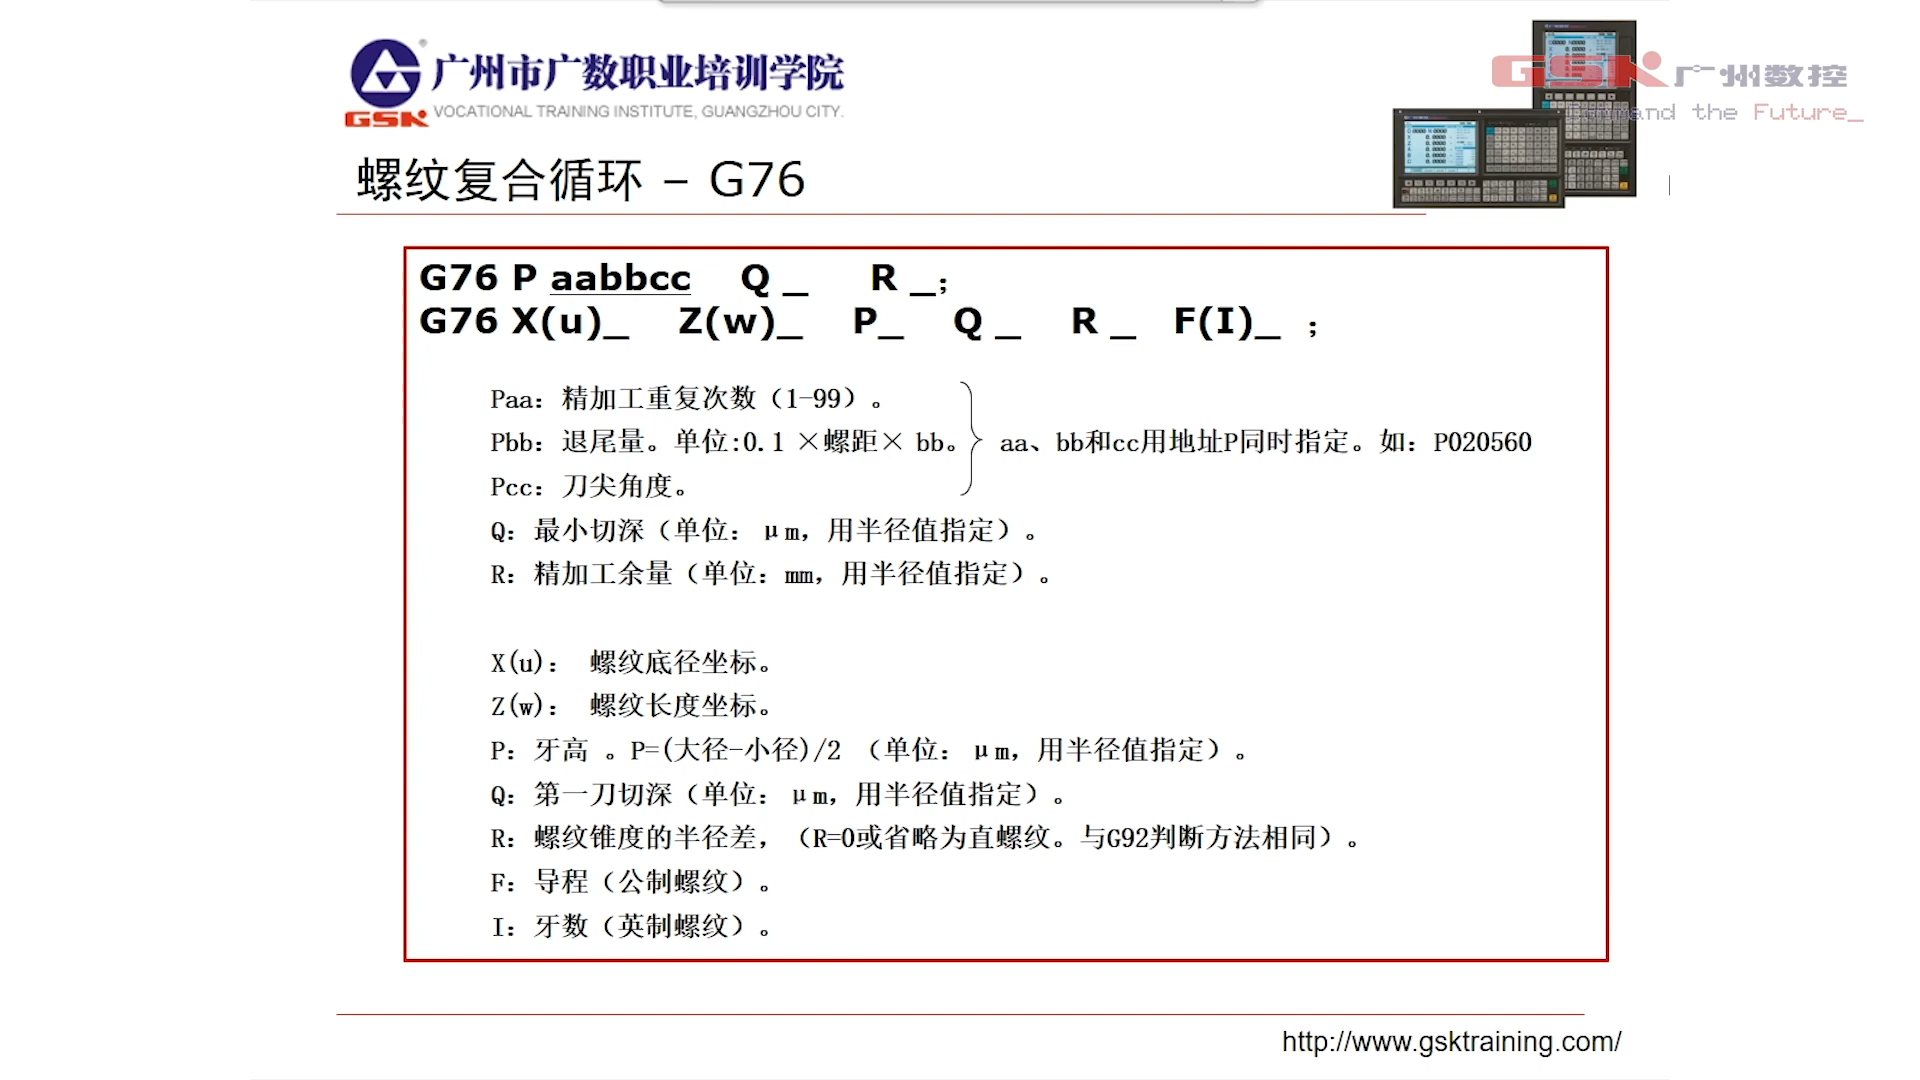 广州市广数职业培训学院
GSK VOCATIONAL TRAINING INSTITUTE, GUANGZHOU CITY.
GSK 广州数控
Command the Future_
螺纹复合循环 – G76
G76 P aabbcc Q _ R _;
G76 X(u)_ Z(w)_ P_ Q _ R _ F(I)_ ;
Paa: 精加工重复次数（1-99）。
Pbb: 退尾量。单位:0.1 ×螺距× bb。 aa、bb和cc用地址P同时指定。如: P020560
Pcc: 刀尖角度。
Q: 最小切深（单位: μm，用半径值指定）。
R: 精加工余量（单位: mm，用半径值指定）。
X(u): 螺纹底径坐标。
Z(w): 螺纹长度坐标。
P: 牙高 。P=(大径-小径)/2 （单位: μm，用半径值指定）。
Q: 第一刀切深（单位: μm，用半径值指定）。
R: 螺纹锥度的半径差，（R=0或省略为直螺纹。与G92判断方法相同）。
F: 导程（公制螺纹）。
I: 牙数（英制螺纹）。
http://www.gsktraining.com/